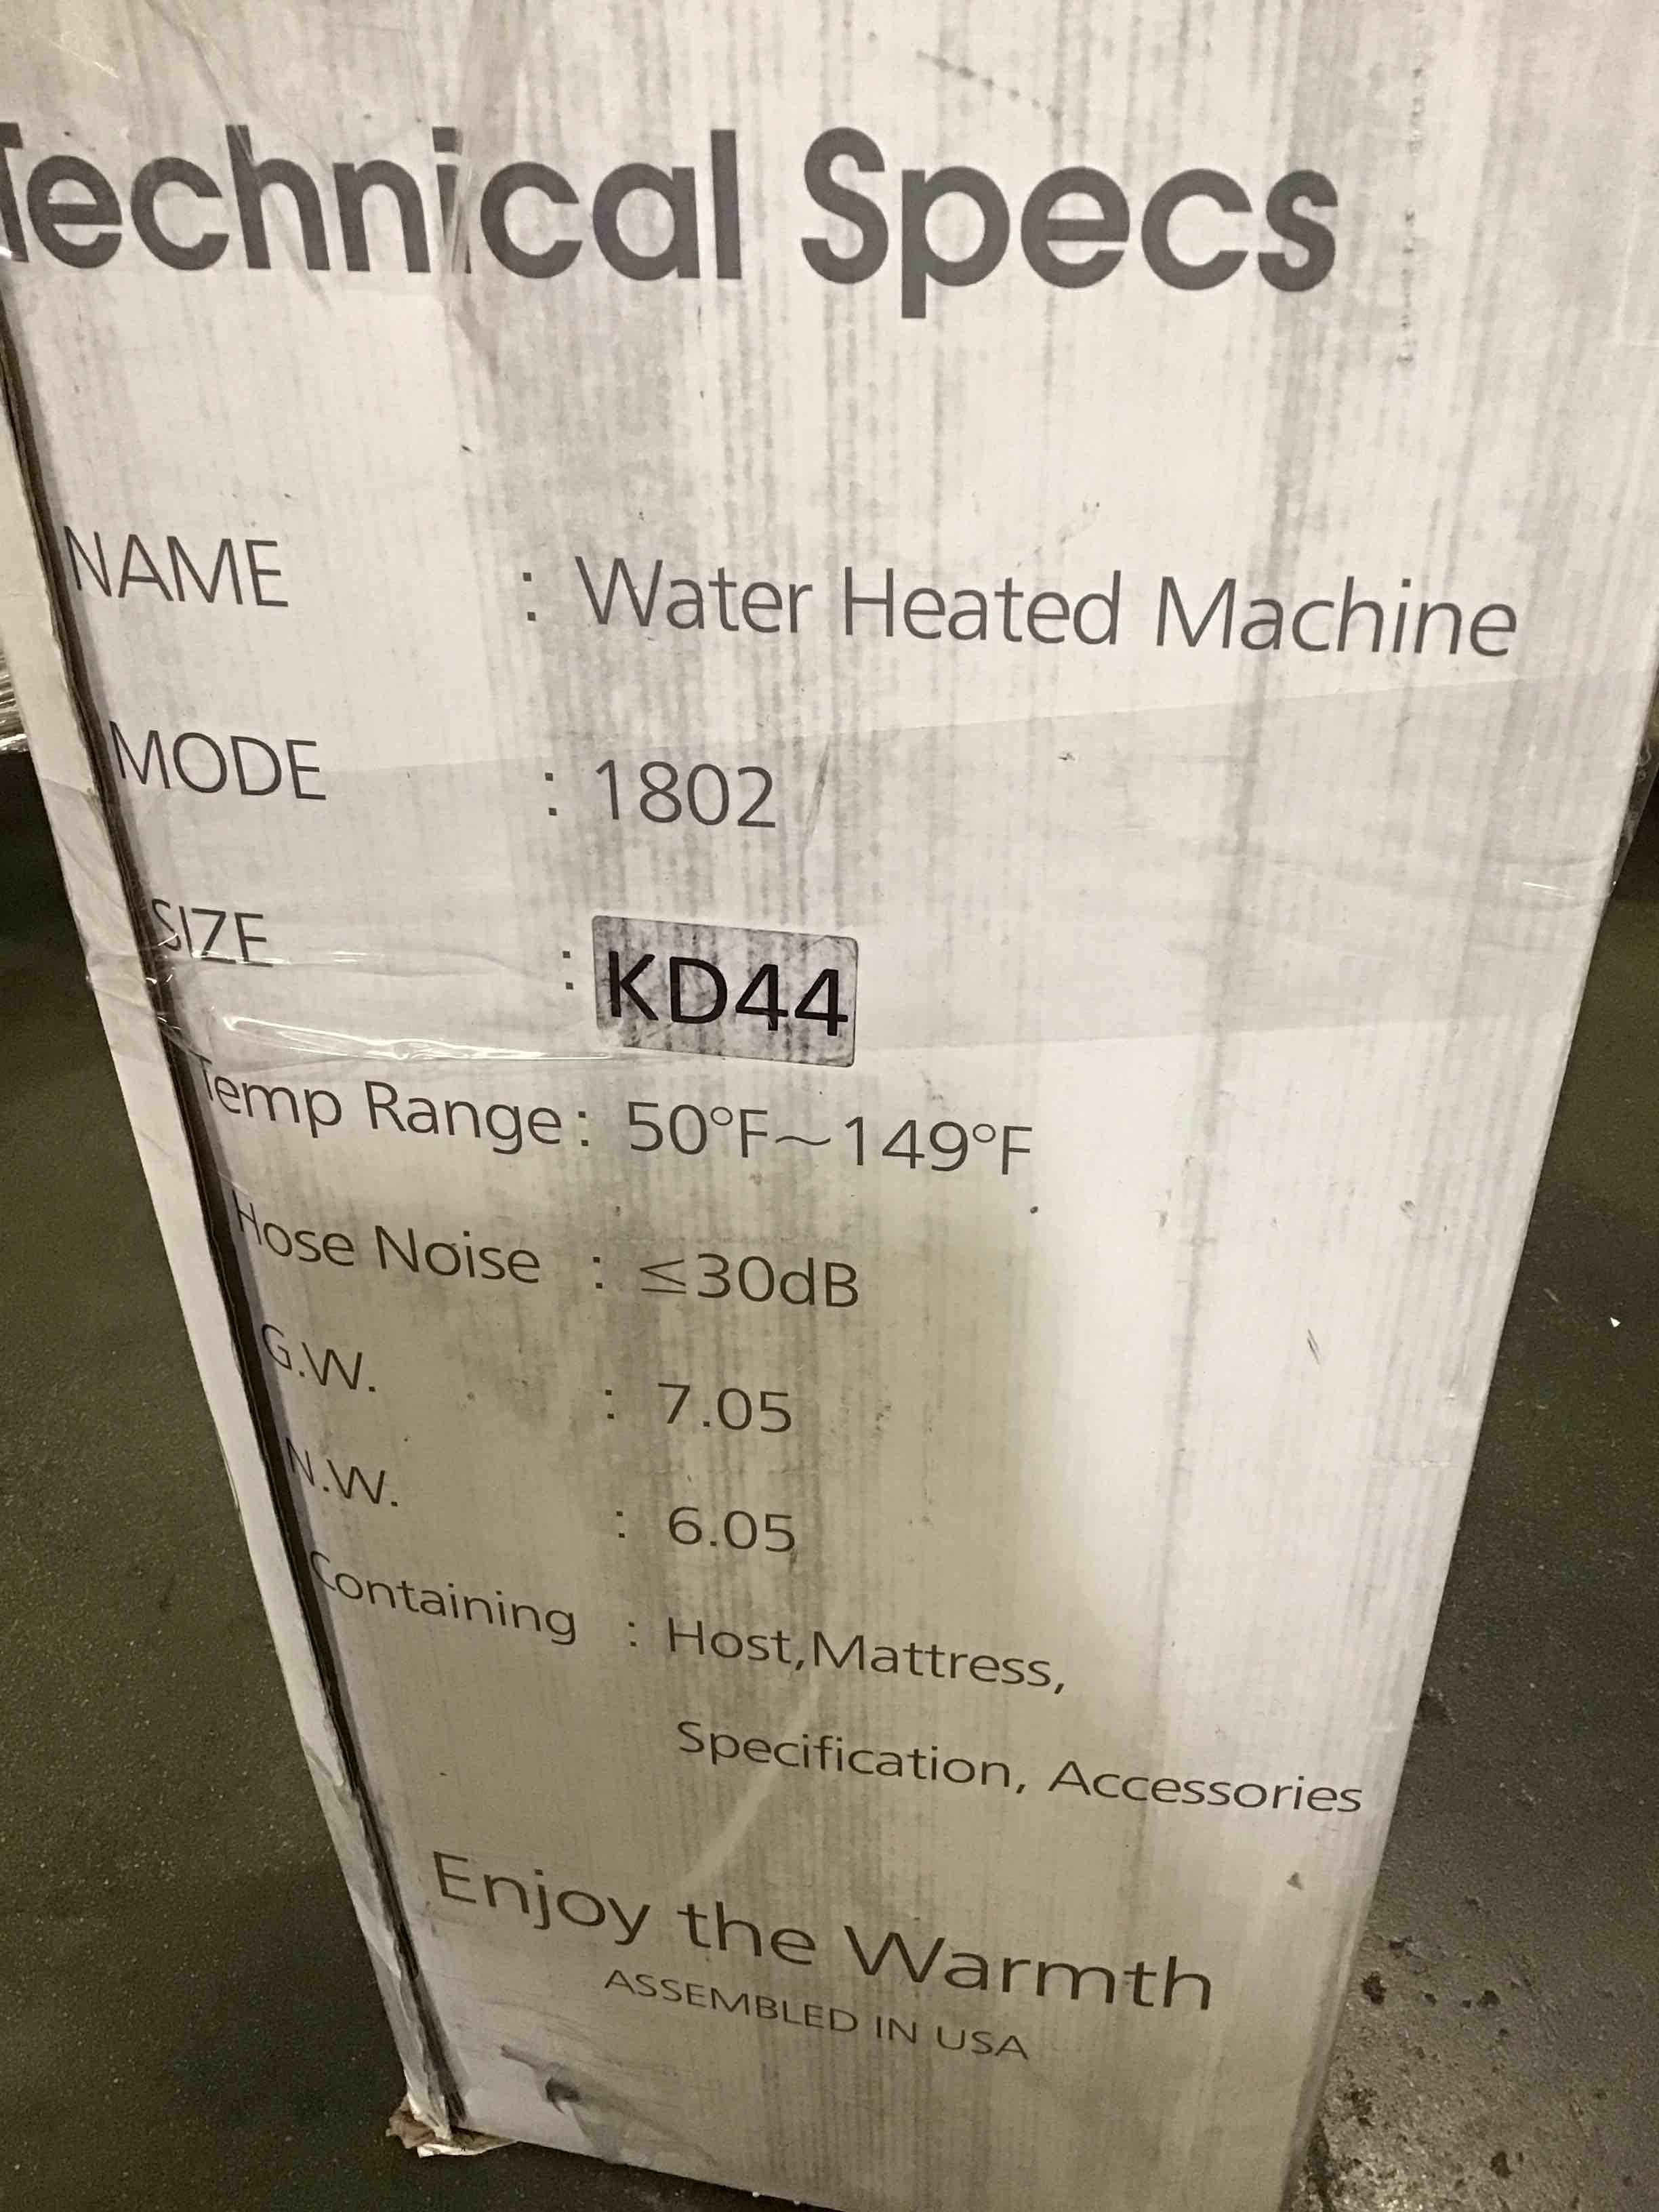 Technical Specs
NAME : Water Heated Machine
MODE : 1802
SIZE : KD44
Temp Range: 50°F~149°F
Hose Noise : ≤30dB
G.W. : 7.05
N.W. : 6.05
Containing : Host,Mattress,
Specification, Accessories
Enjoy the Warmth
ASSEMBLED IN USA